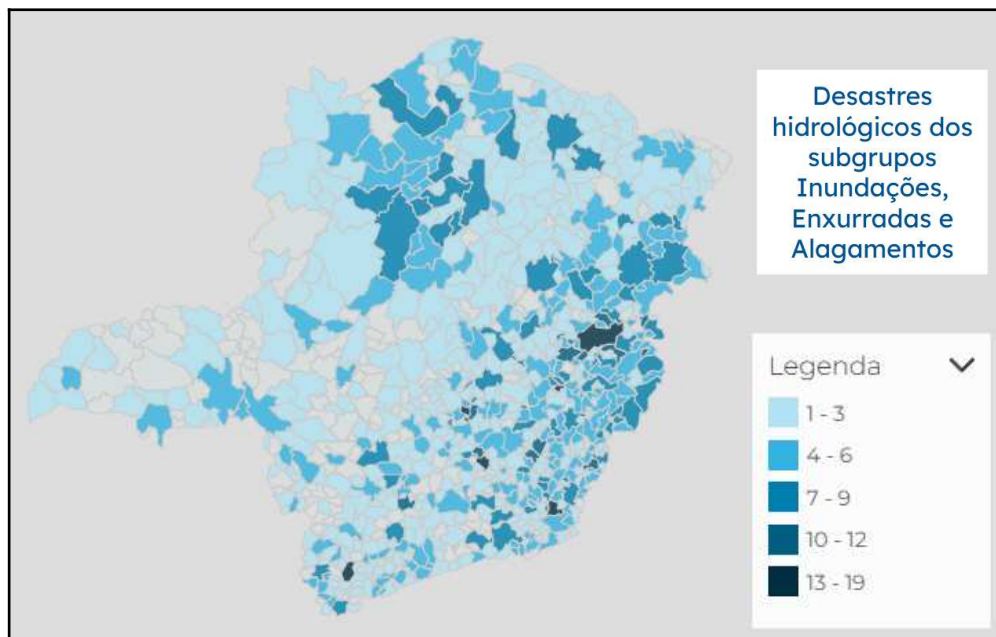 Desastres
hidrológicos dos
subgrupos
Inundações,
Enxurradas e
Alagamentos
Legenda
1 - 3
4 - 6
7 - 9
10 - 12
13 - 19